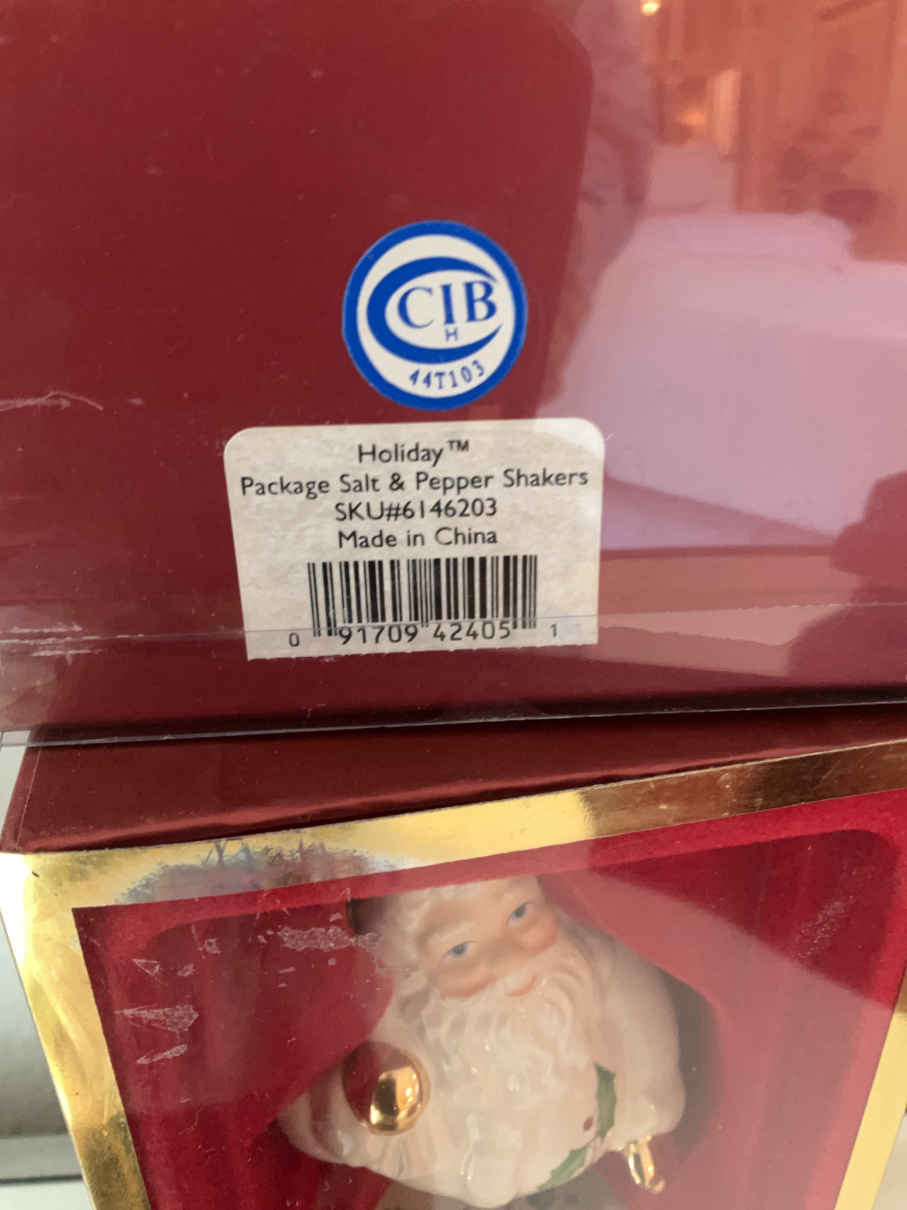 CIB
H
44T103
Holiday™
Package Salt & Pepper Shakers
SKU#6146203
Made in China
0 91709 42405 1